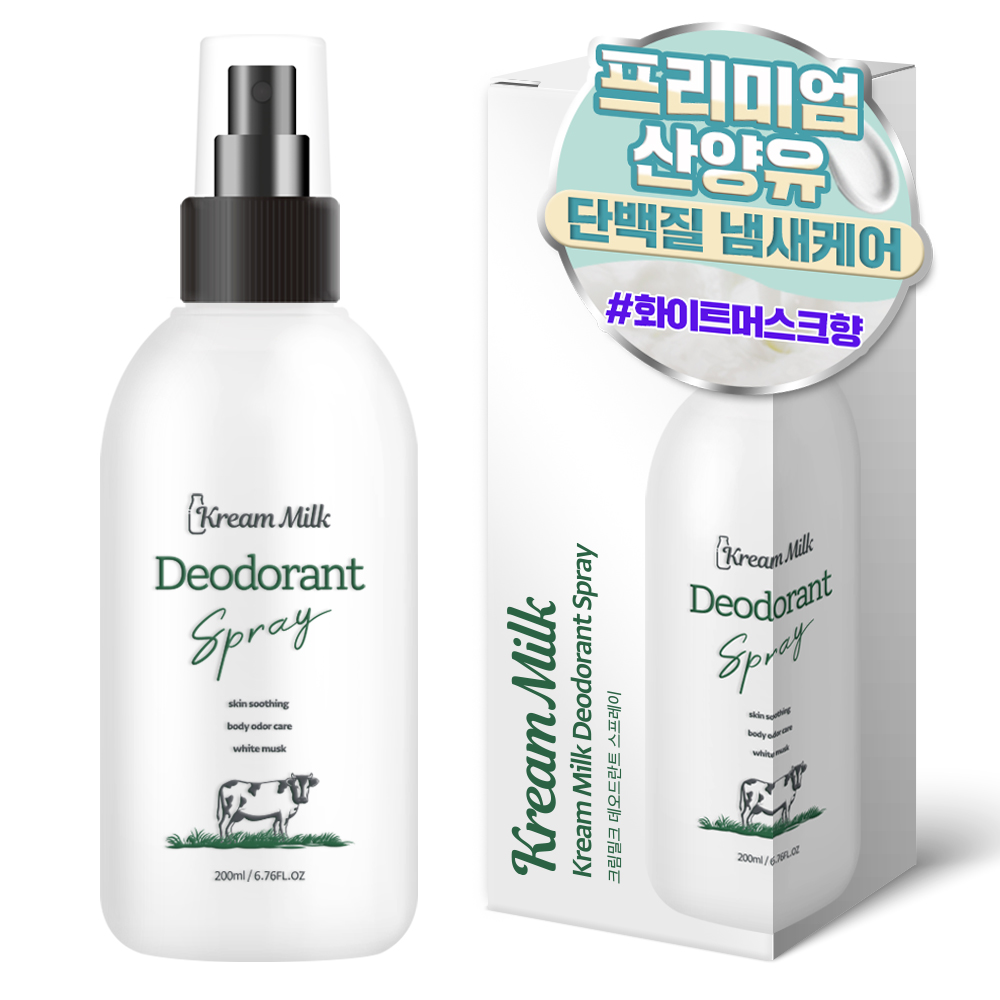 Kream Milk
Deodorant
Spray
skin soothing
body odor care
white musk
200ml / 6.76FL.OZ
프리미엄
산양유
단백질 냄새케어
#화이트머스크향
Kream Milk
Kream Milk Deodorant Spray
크림밀크 데오드란트 스프레이
Kream Milk
Deodorant
Spray
skin soothing
body odor care
white musk
200ml / 6.76FL.OZ